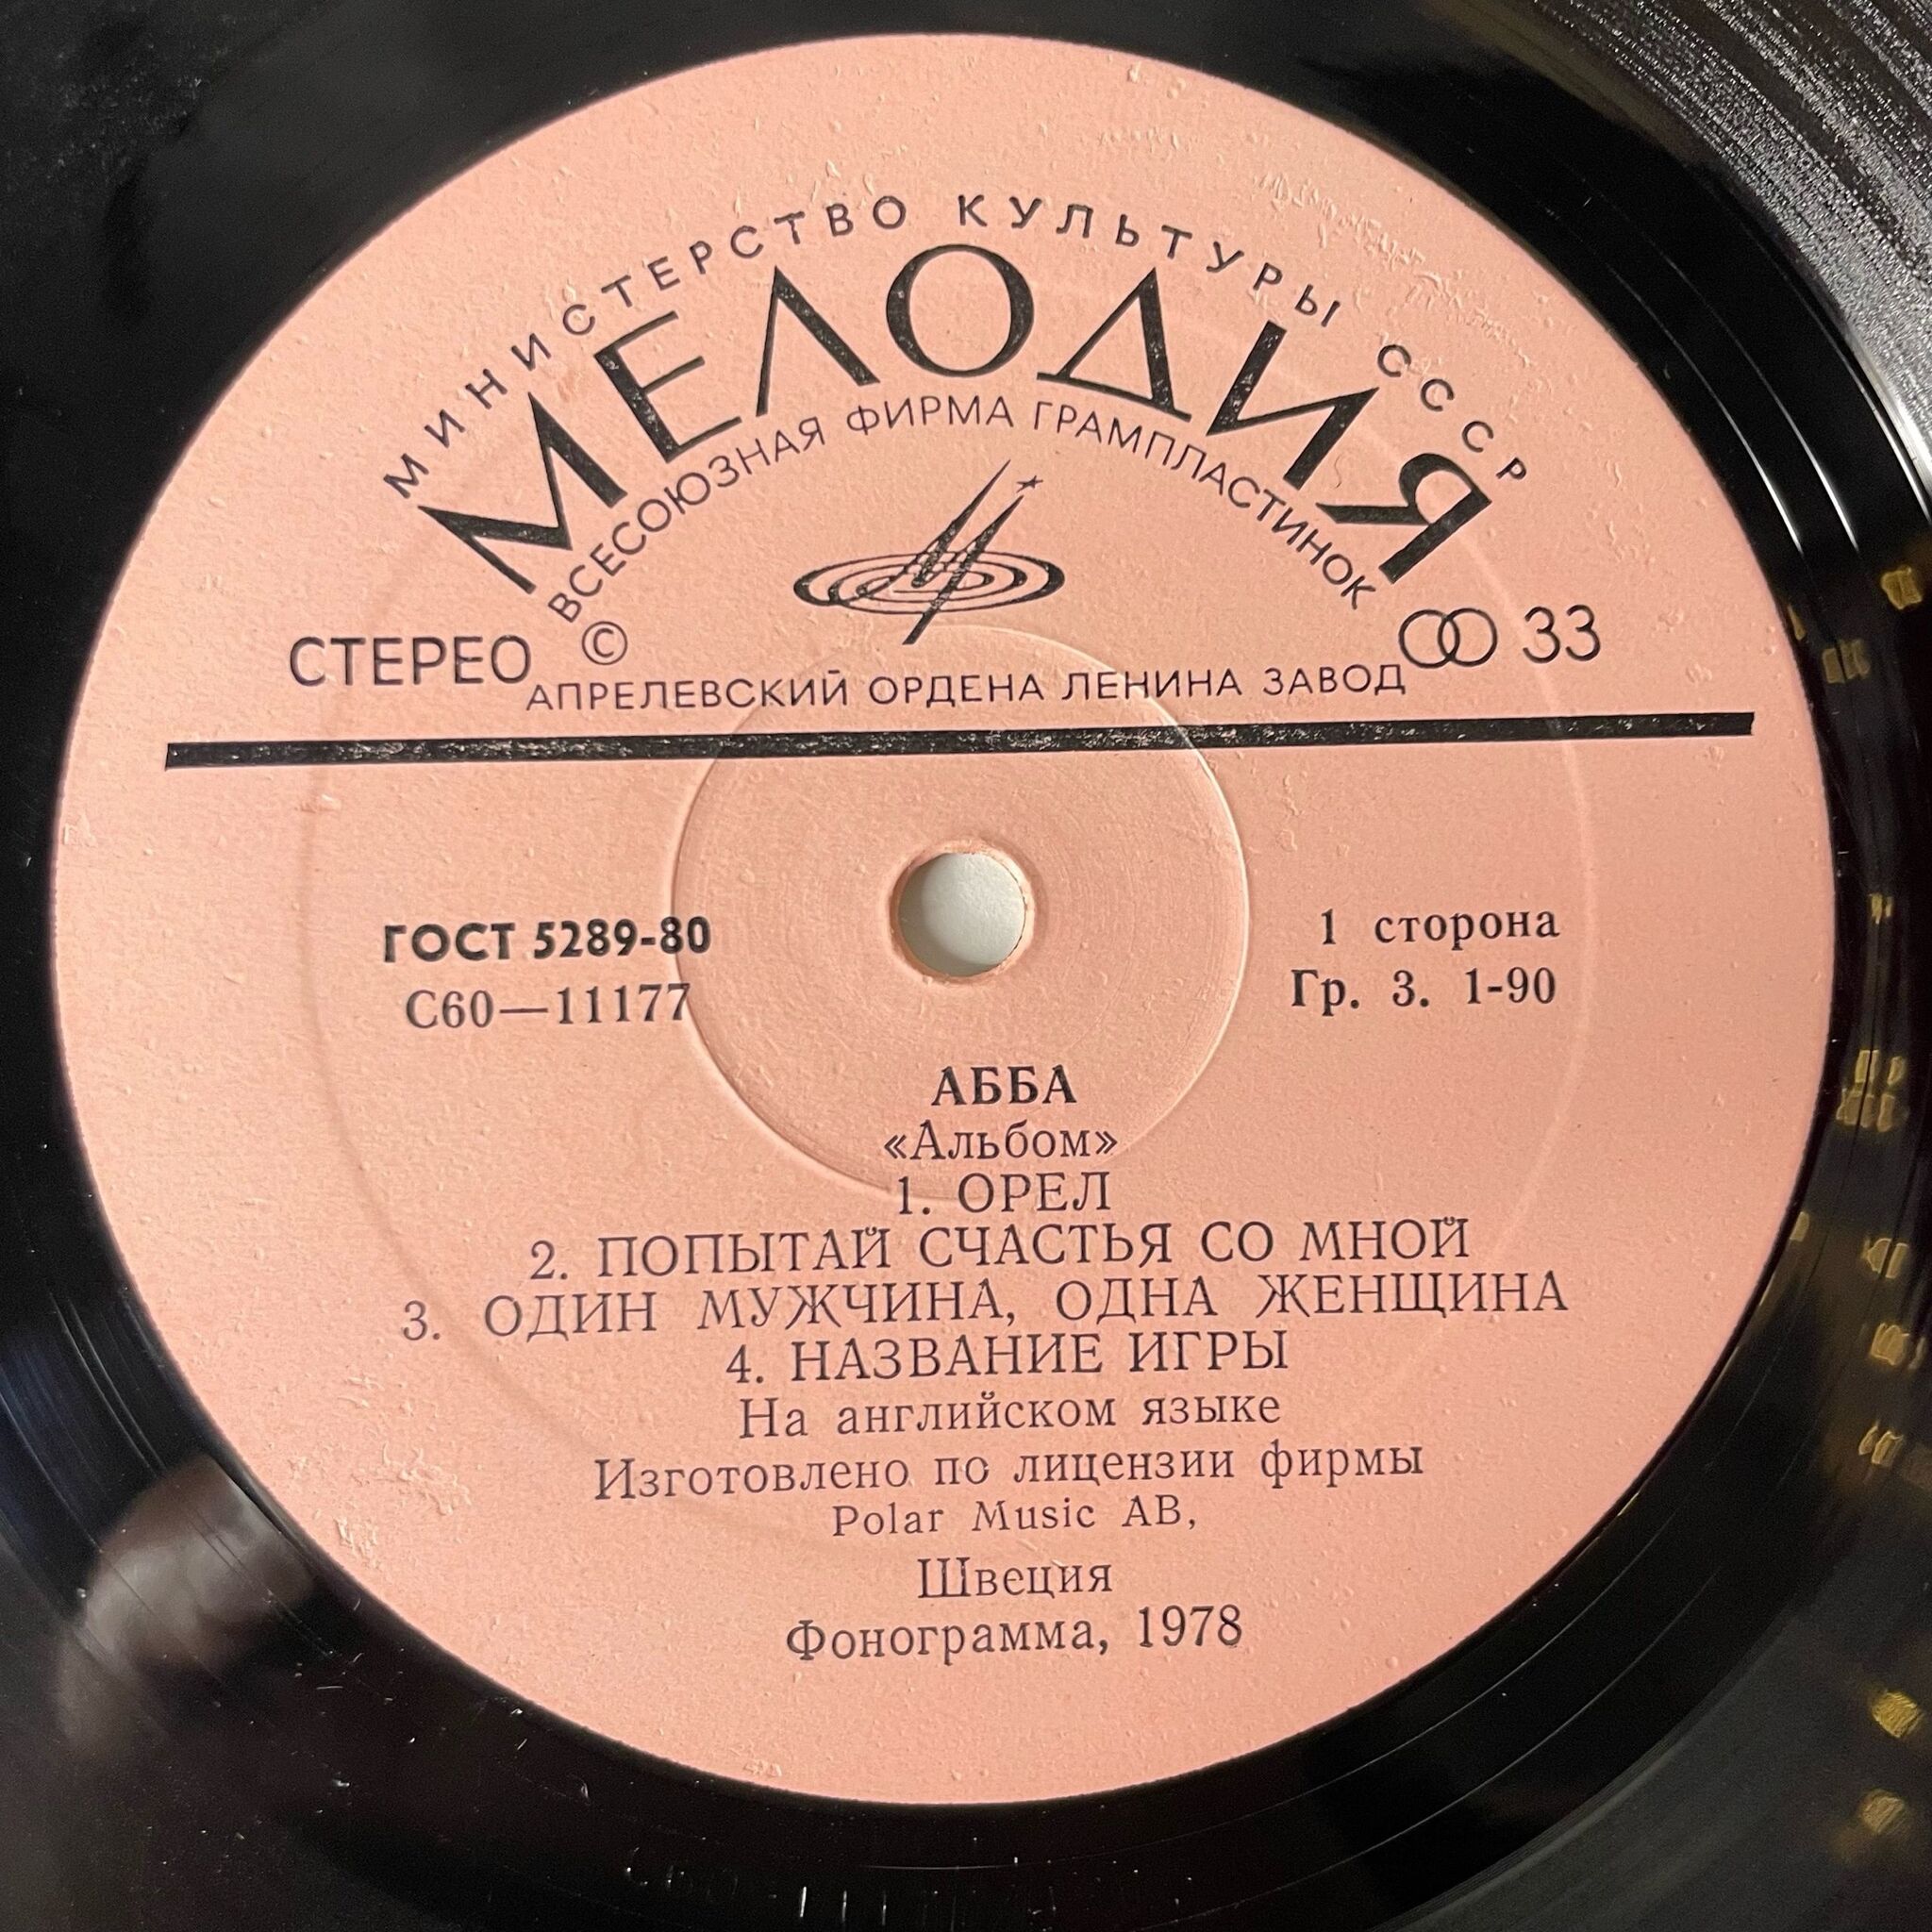 МИНИСТЕРСТВО КУЛЬТУРЫ СССР
МЕЛОДИЯ
ВСЕСОЮЗНАЯ ФИРМА ГРАМПЛАСТИНОК
СТЕРЕО © 33
АПРЕЛЕВСКИЙ ОРДЕНА ЛЕНИНА ЗАВОД
ГОСТ 5289-80 1 сторона
С60—11177 Гр. 3. 1-90
АББА
«Альбом»
1. ОРЕЛ
2. ПОПЫТАЙ СЧАСТЬЯ СО МНОЙ
3. ОДИН МУЖЧИНА, ОДНА ЖЕНЩИНА
4. НАЗВАНИЕ ИГРЫ
На английском языке
Изготовлено по лицензии фирмы
Polar Music AB,
Швеция
Фонограмма, 1978